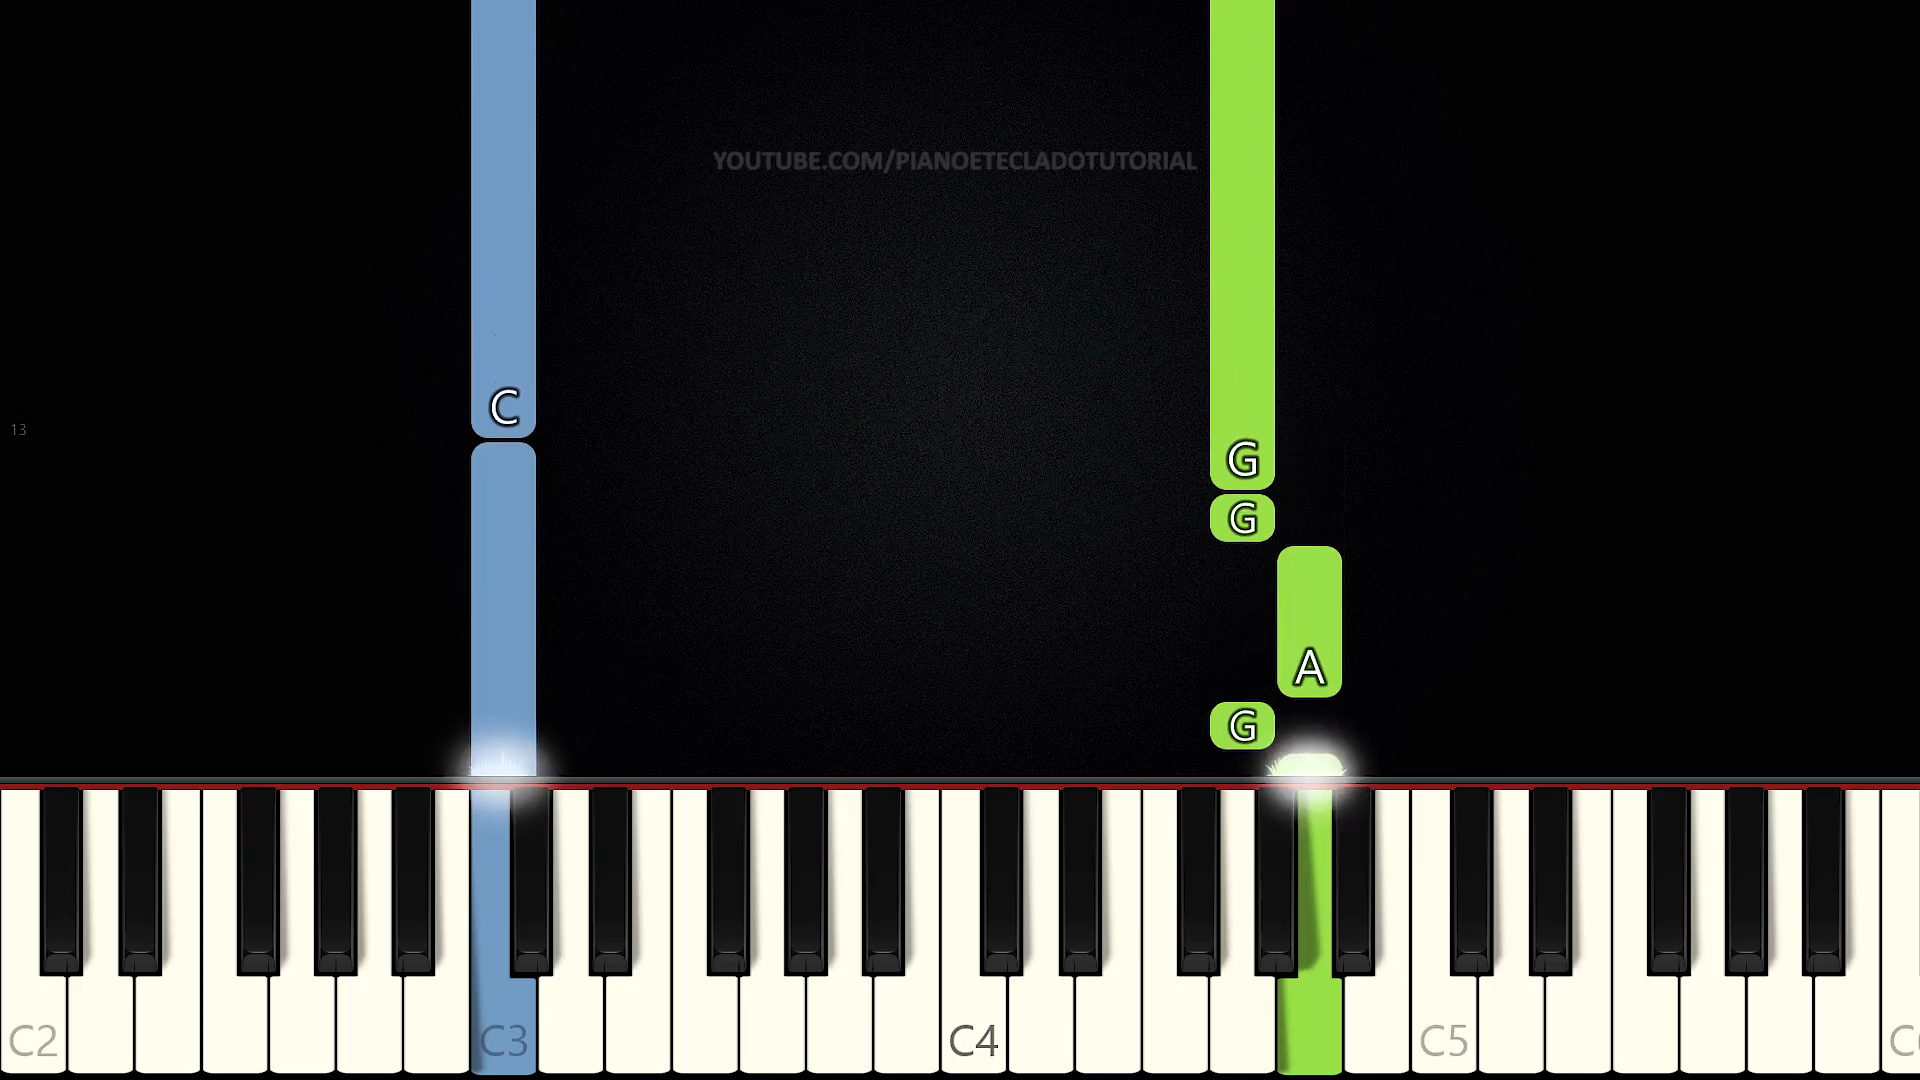 YOUTUBE.COM/PIANOETECLADOTUTORIAL
C
13
G
G
A
G
C2
C3
C4
C5